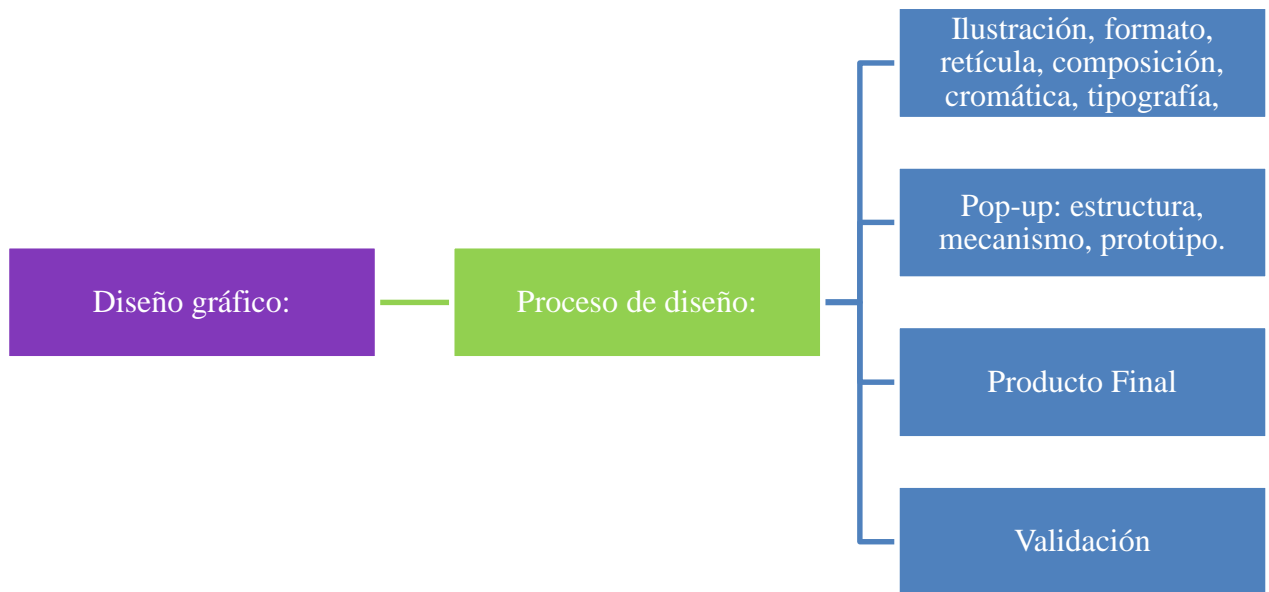 Diseño gráfico:
Proceso de diseño:
Ilustración, formato,
retícula, composición,
cromática, tipografía,
Pop-up: estructura,
mecanismo, prototipo.
Producto Final
Validación